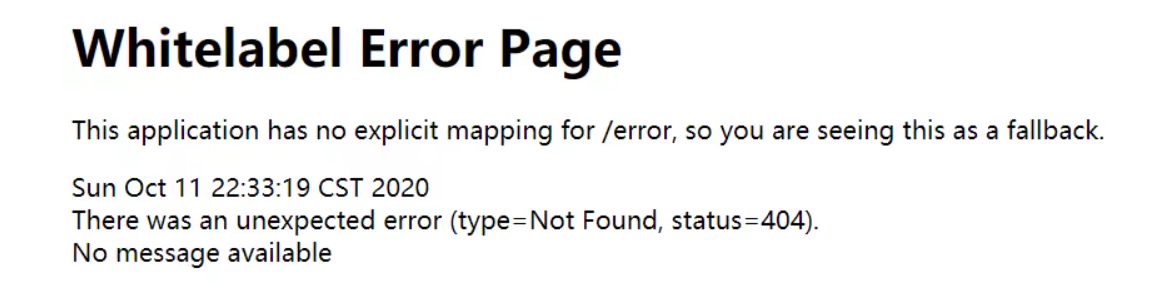 Whitelabel Error Page
This application has no explicit mapping for /error, so you are seeing this as a fallback.
Sun Oct 11 22:33:19 CST 2020
There was an unexpected error (type=Not Found, status=404).
No message available